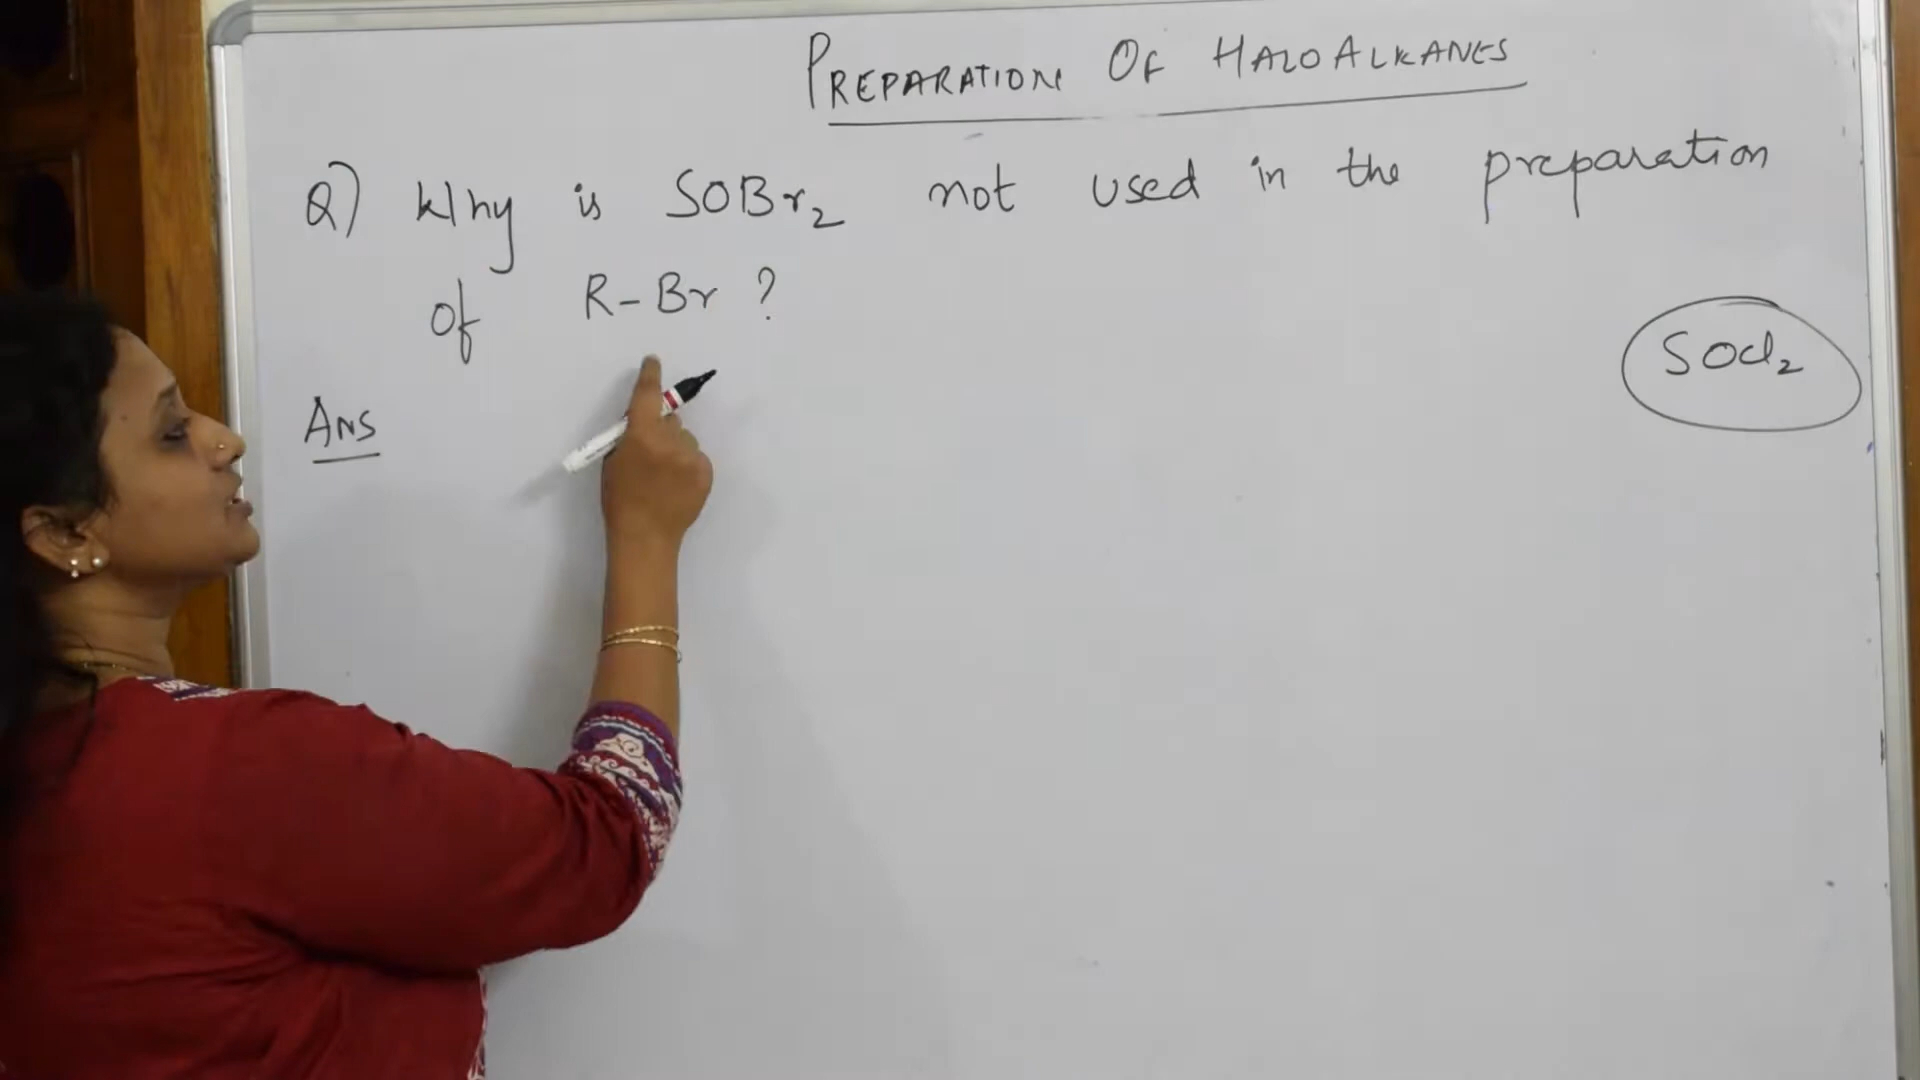 PREPARATION OF HALOALKANES
Q) Why is SOBr₂ not used in the preparation
of R-Br ?
SOCl₂
Ans